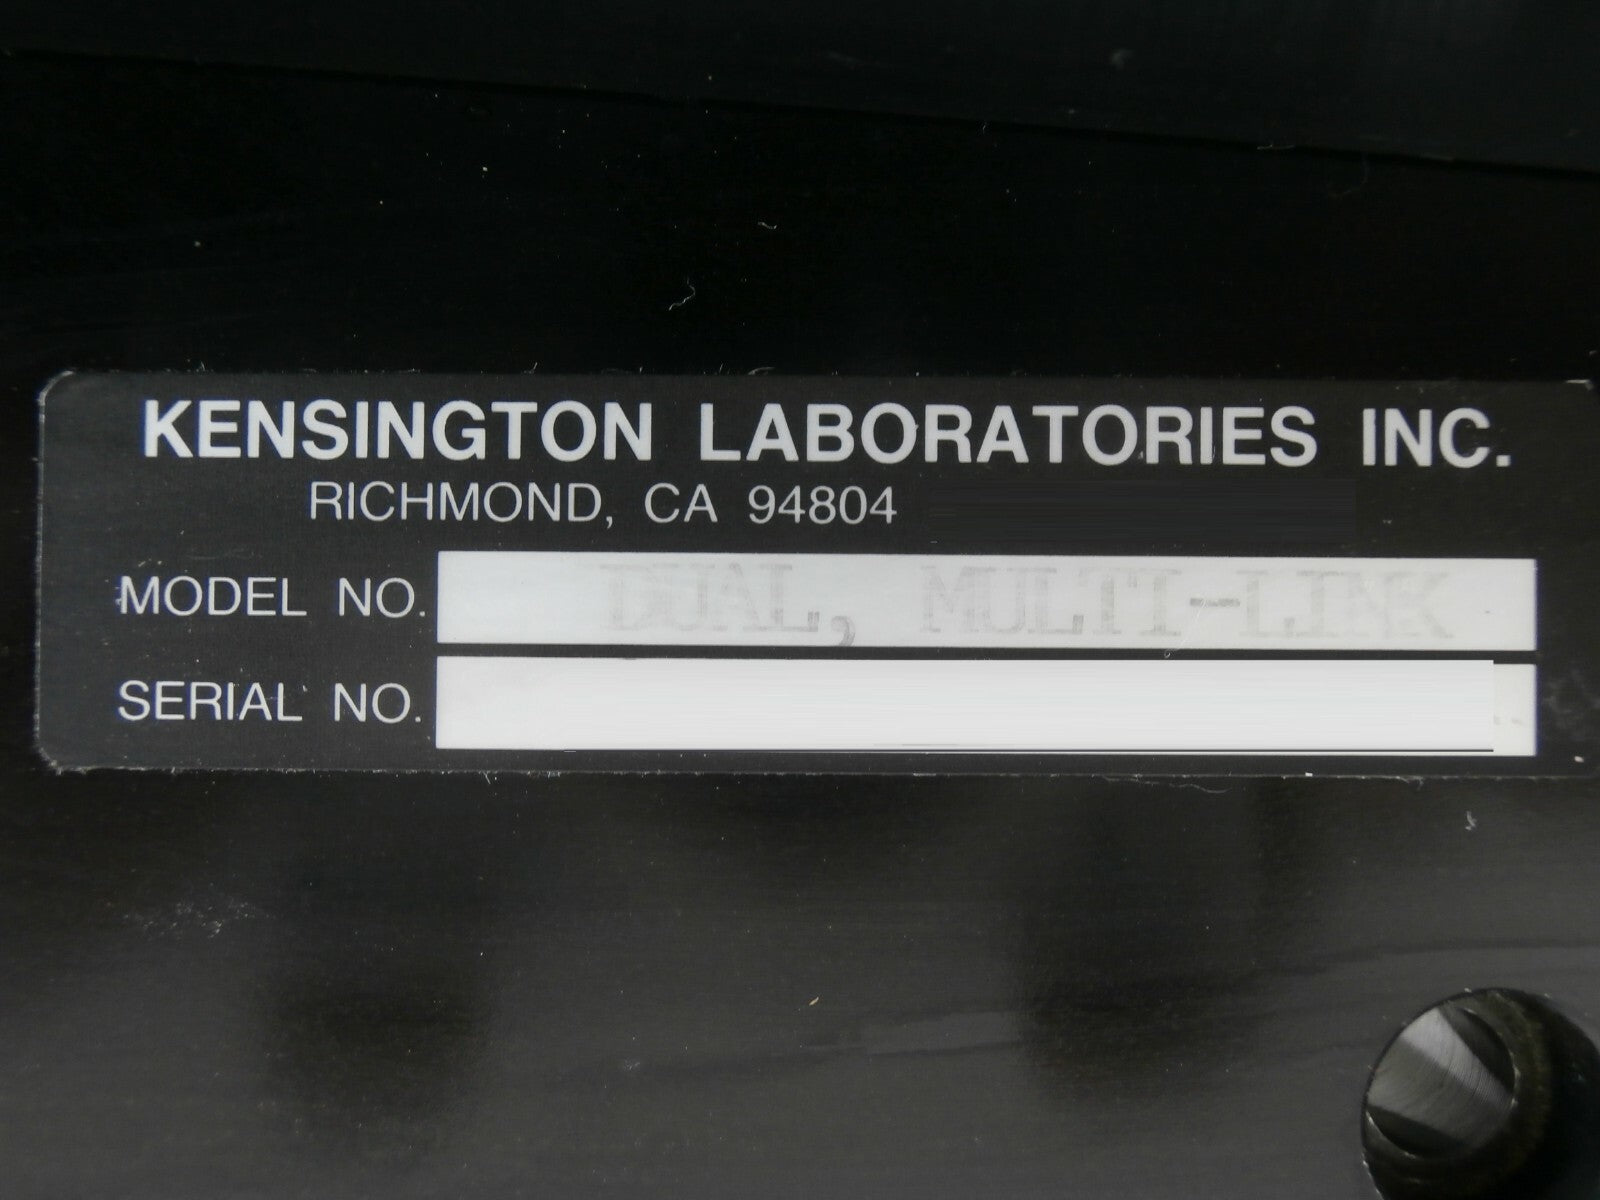 KENSINGTON LABORATORIES INC.
RICHMOND, CA 94804
MODEL NO. DUAL, MULTI-LINK
SERIAL NO.